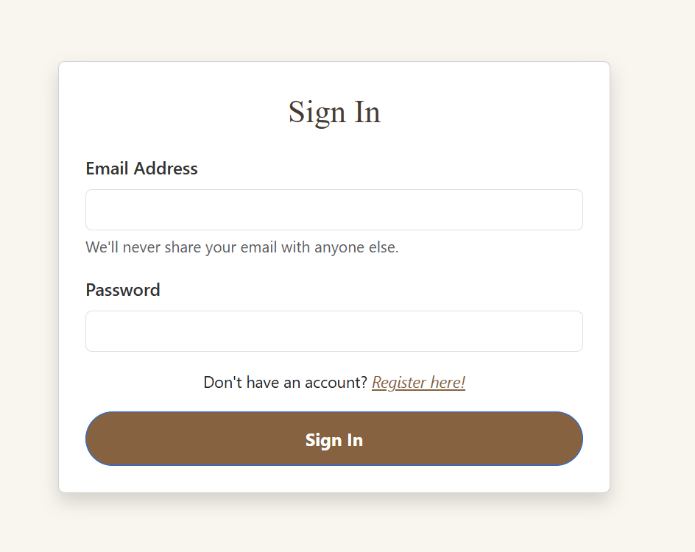 Sign In
Email Address
We'll never share your email with anyone else.
Password
Don't have an account? Register here!
Sign In